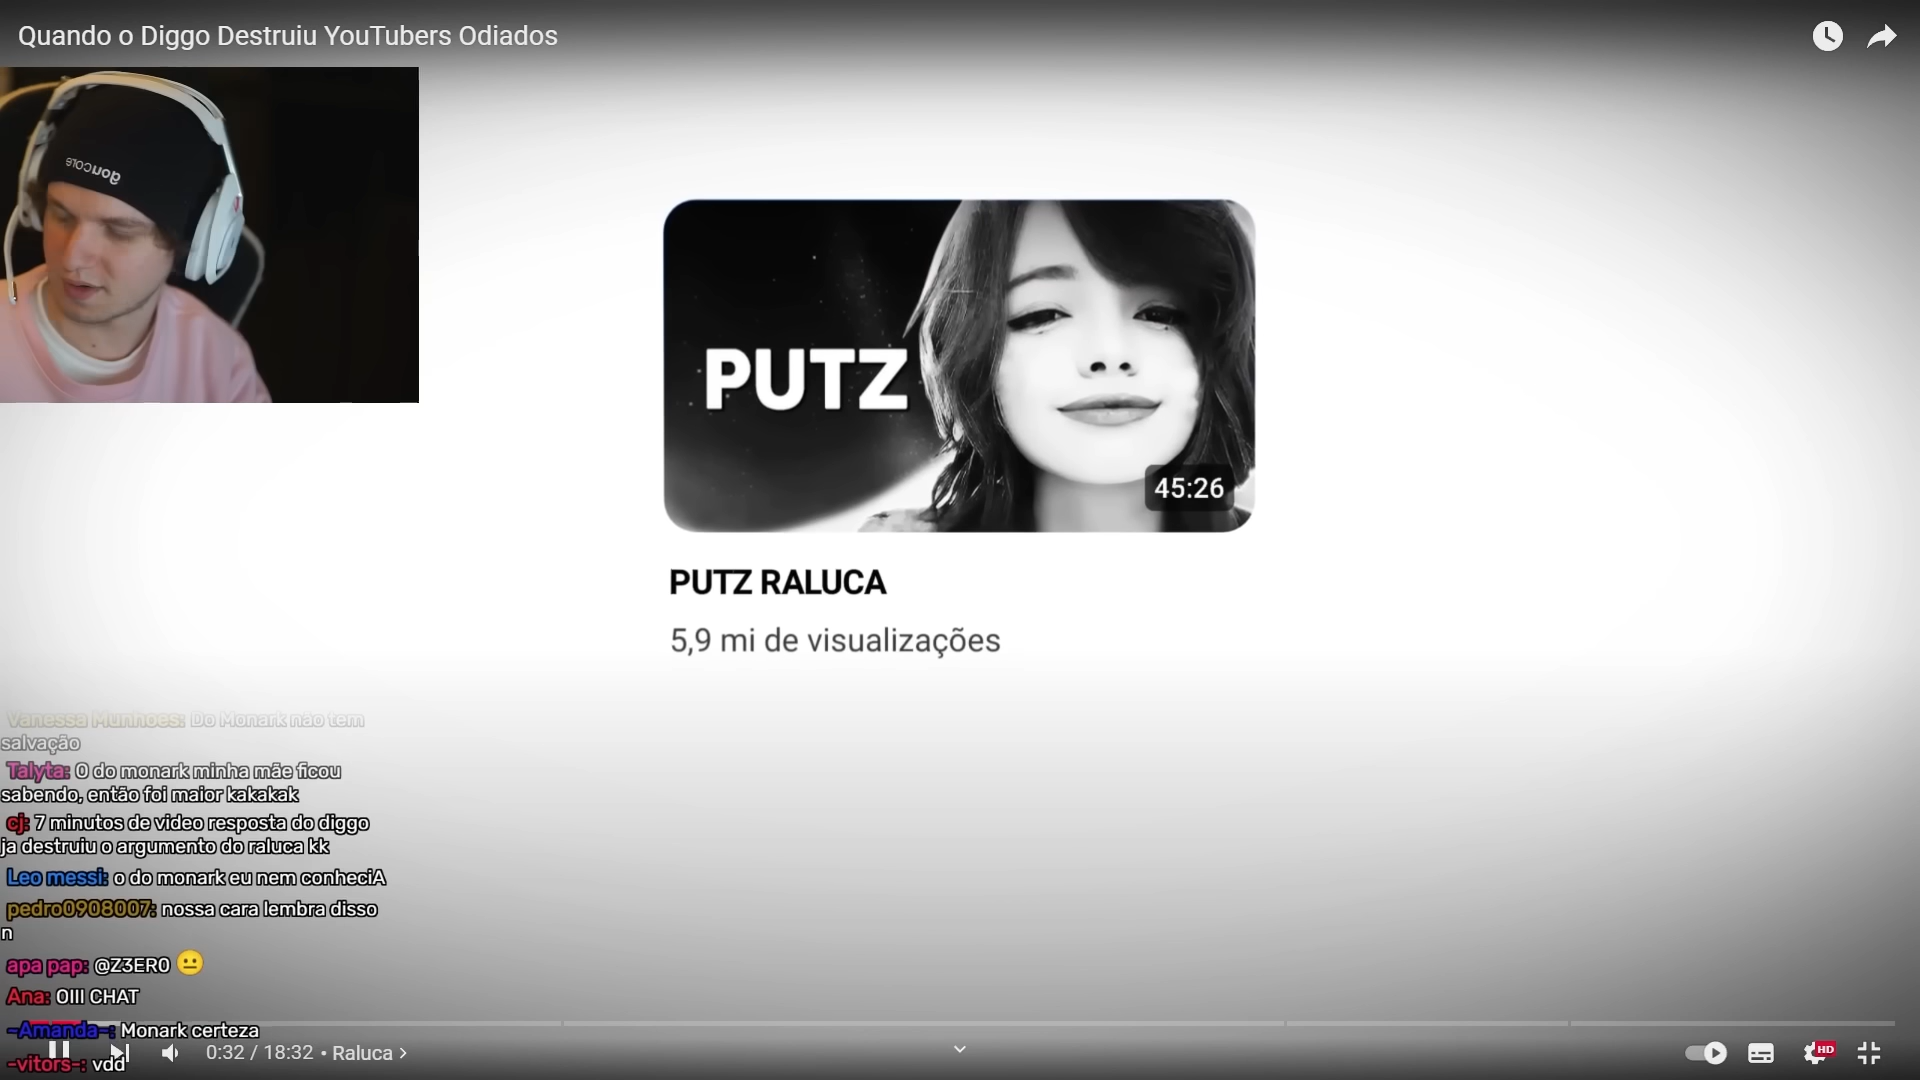 Quando o Diggo Destruiu YouTubers Odiados
goucore
PUTZ
45:26
PUTZ RALUCA
5,9 mi de visualizações
Vanessa Munhoes: Do Monark não tem
salvação
Talyta: O do monark minha mãe ficou
sabendo, então foi maior kakakak
cj: 7 minutos de video resposta do diggo
ja destruiu o argumento do raluca kk
Leo messi: o do monark eu nem conheciA
pedro0908007: nossa cara lembra disso
n
apa pap: @Z3ER0 😐
Ana: OIII CHAT
~Amanda~: Monark certeza
-vitors-: vdd
0:32 / 18:32 • Raluca >
HD